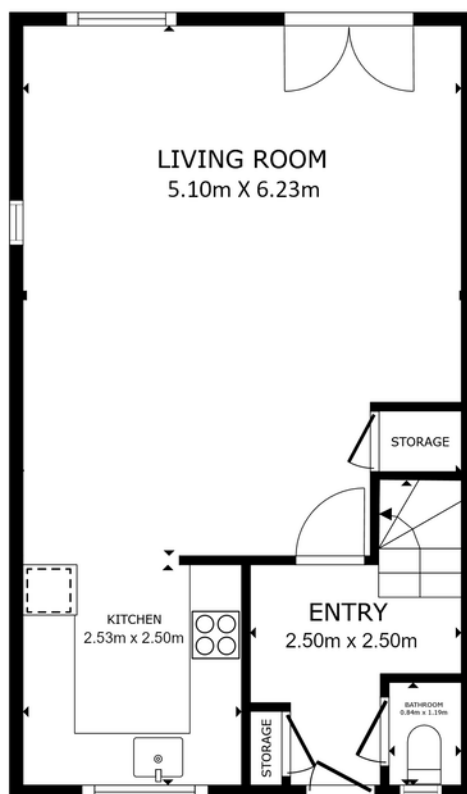 LIVING ROOM
5.10m X 6.23m
STORAGE
KITCHEN
2.53m x 2.50m
ENTRY
2.50m x 2.50m
BATHROOM
0.84m x 1.19m
STORAGE